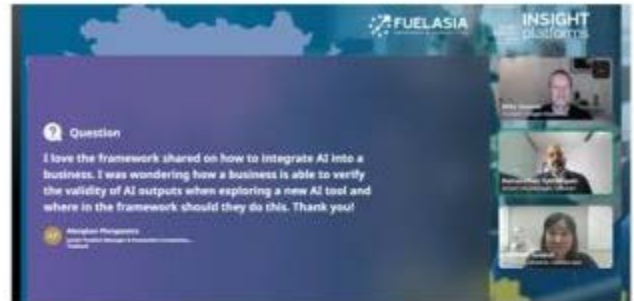 FUELASIA
INSIGHT
platforms
Question
I love the framework shared on how to integrate AI into a
business. I was wondering how a business is able to verify
the validity of AI outputs when exploring a new AI tool and
where in the framework should they do this. Thank you!
Thailand